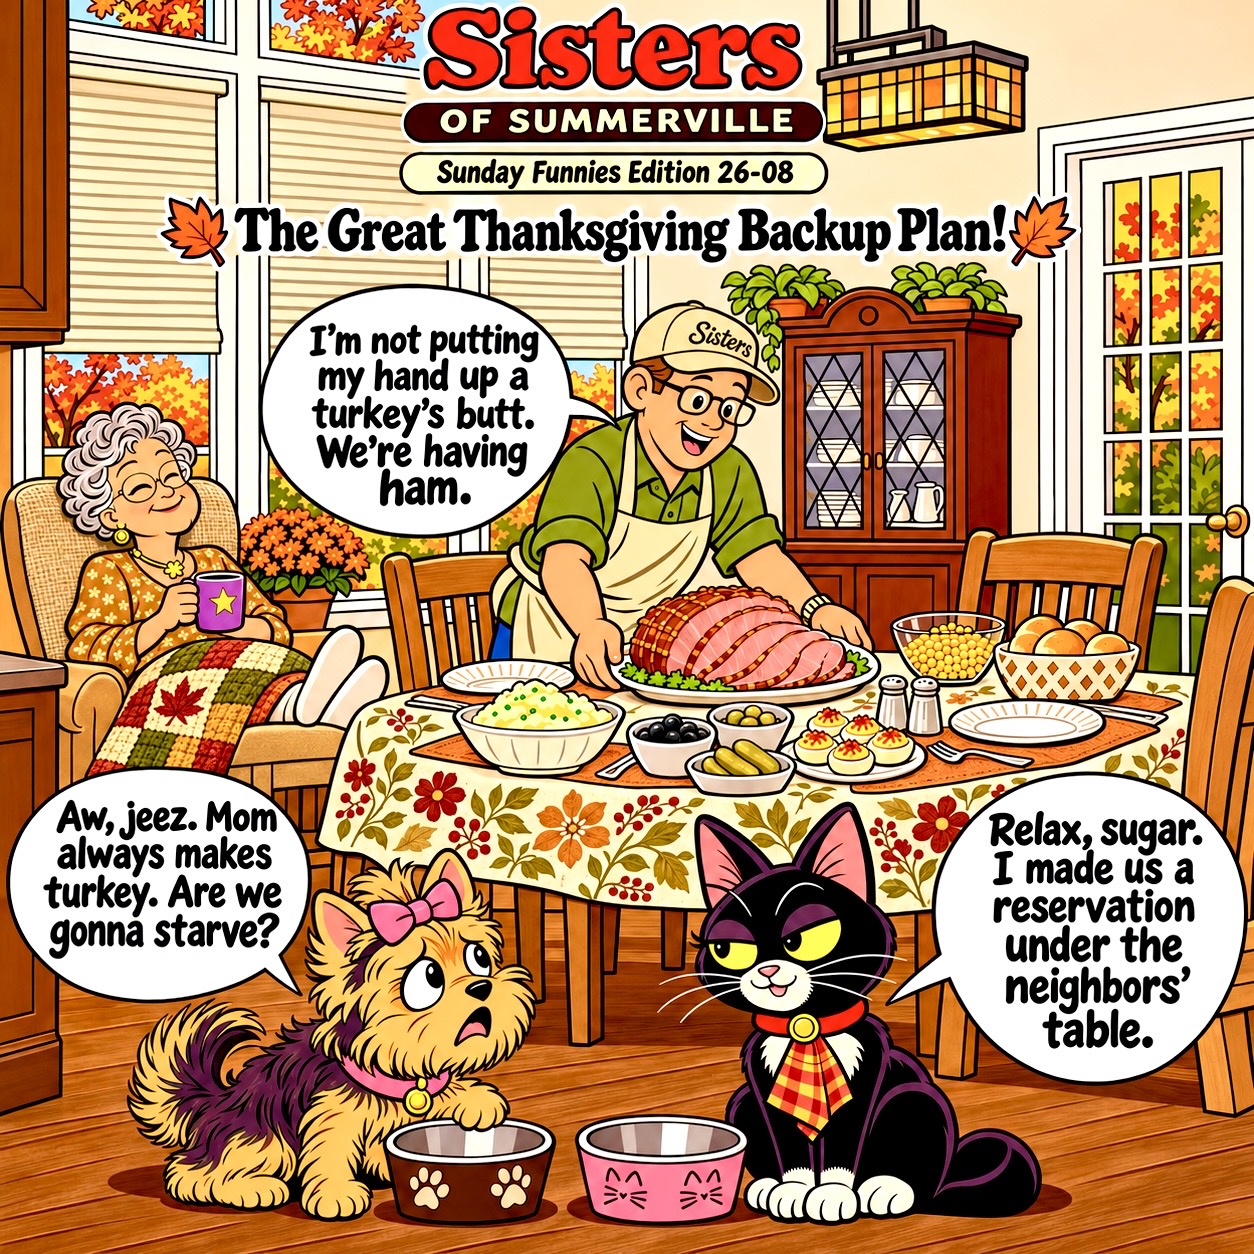 Sisters
OF SUMMERVILLE
Sunday Funnies Edition 26-08
The Great Thanksgiving Backup Plan!
I'm not putting
my hand up a
turkey's butt.
We're having
ham.
Sisters
Aw, jeez. Mom
always makes
turkey. Are we
gonna starve?
Relax, sugar.
I made us a
reservation
under the
neighbors'
table.